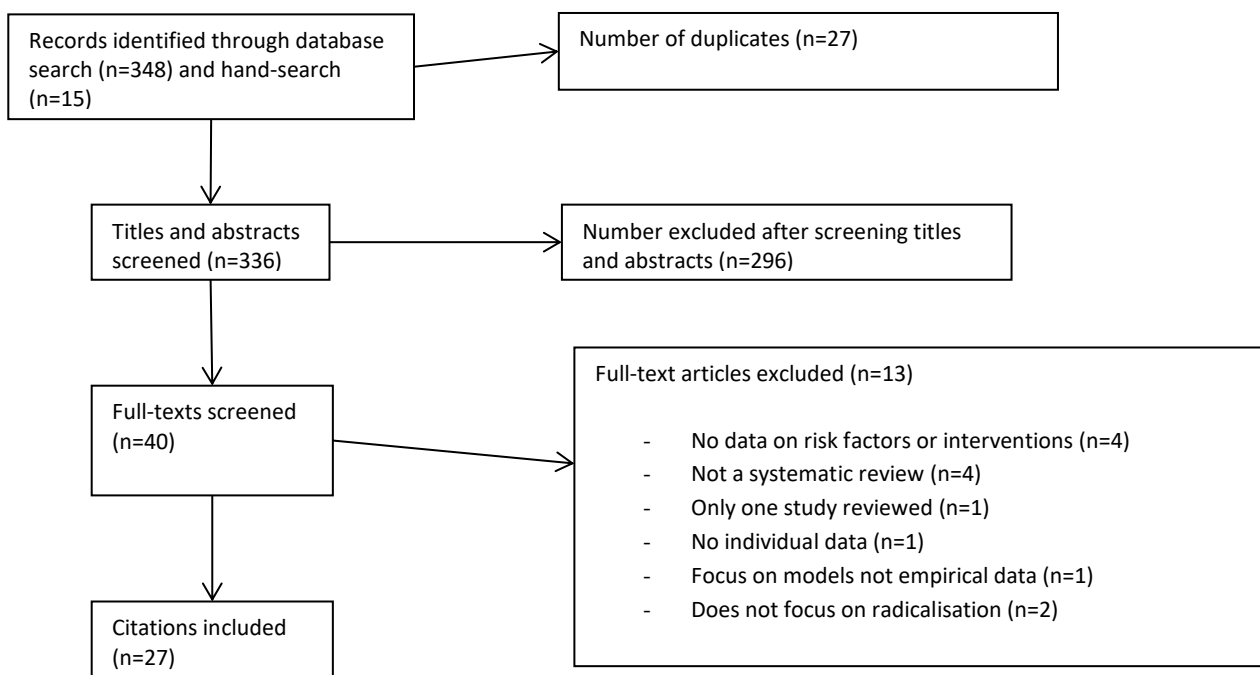 Records identified through database
search (n=348) and hand-search
(n=15)
Number of duplicates (n=27)
Titles and abstracts
screened (n=336)
Number excluded after screening titles
and abstracts (n=296)
Full-texts screened
(n=40)
Full-text articles excluded (n=13)
- No data on risk factors or interventions (n=4)
- Not a systematic review (n=4)
- Only one study reviewed (n=1)
- No individual data (n=1)
- Focus on models not empirical data (n=1)
- Does not focus on radicalisation (n=2)
Citations included
(n=27)